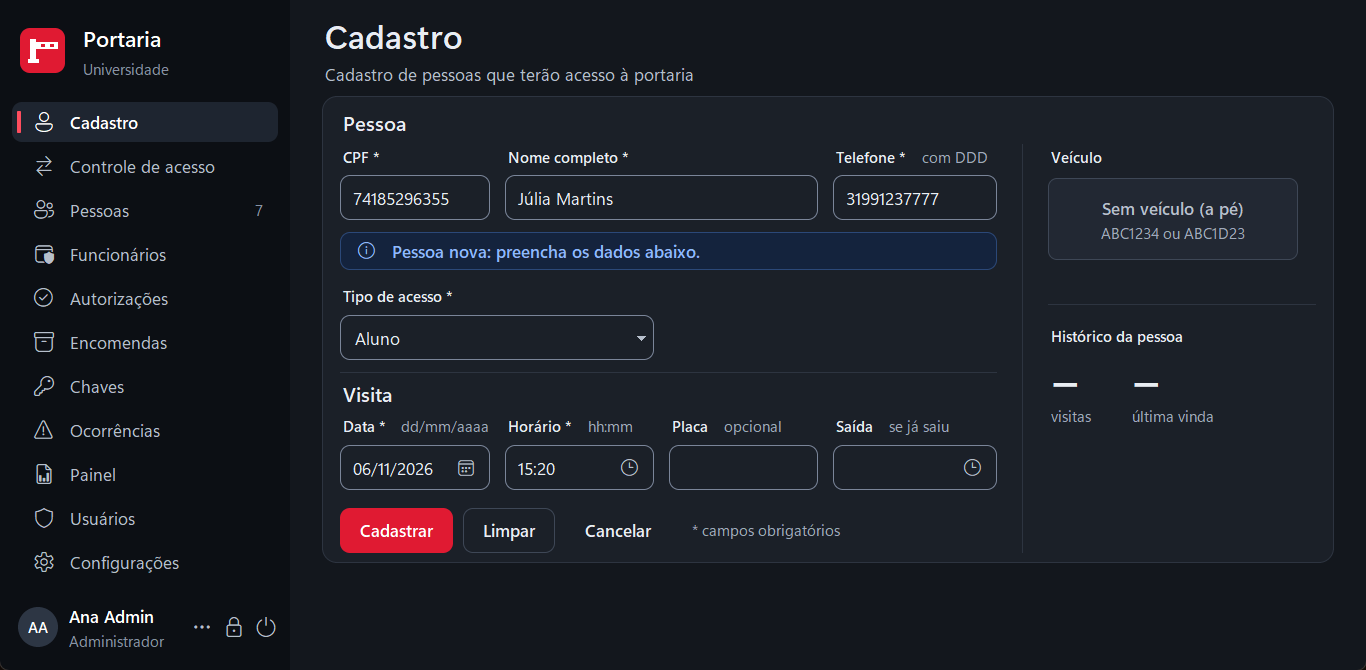 Portaria
Universidade
Cadastro
Controle de acesso
Pessoas 7
Funcionários
Autorizações
Encomendas
Chaves
Ocorrências
Painel
Usuários
Configurações
AA
Ana Admin
Administrador
Cadastro
Cadastro de pessoas que terão acesso à portaria
Pessoa
CPF * Nome completo * Telefone * com DDD
74185296355 Júlia Martins 31991237777
Pessoa nova: preencha os dados abaixo.
Tipo de acesso *
Aluno
Visita
Data * dd/mm/aaaa Horário * hh:mm Placa opcional Saída se já saiu
06/11/2026 15:20
Cadastrar Limpar Cancelar * campos obrigatórios
Veículo
Sem veículo (a pé)
ABC1234 ou ABC1D23
Histórico da pessoa
— —
visitas última vinda